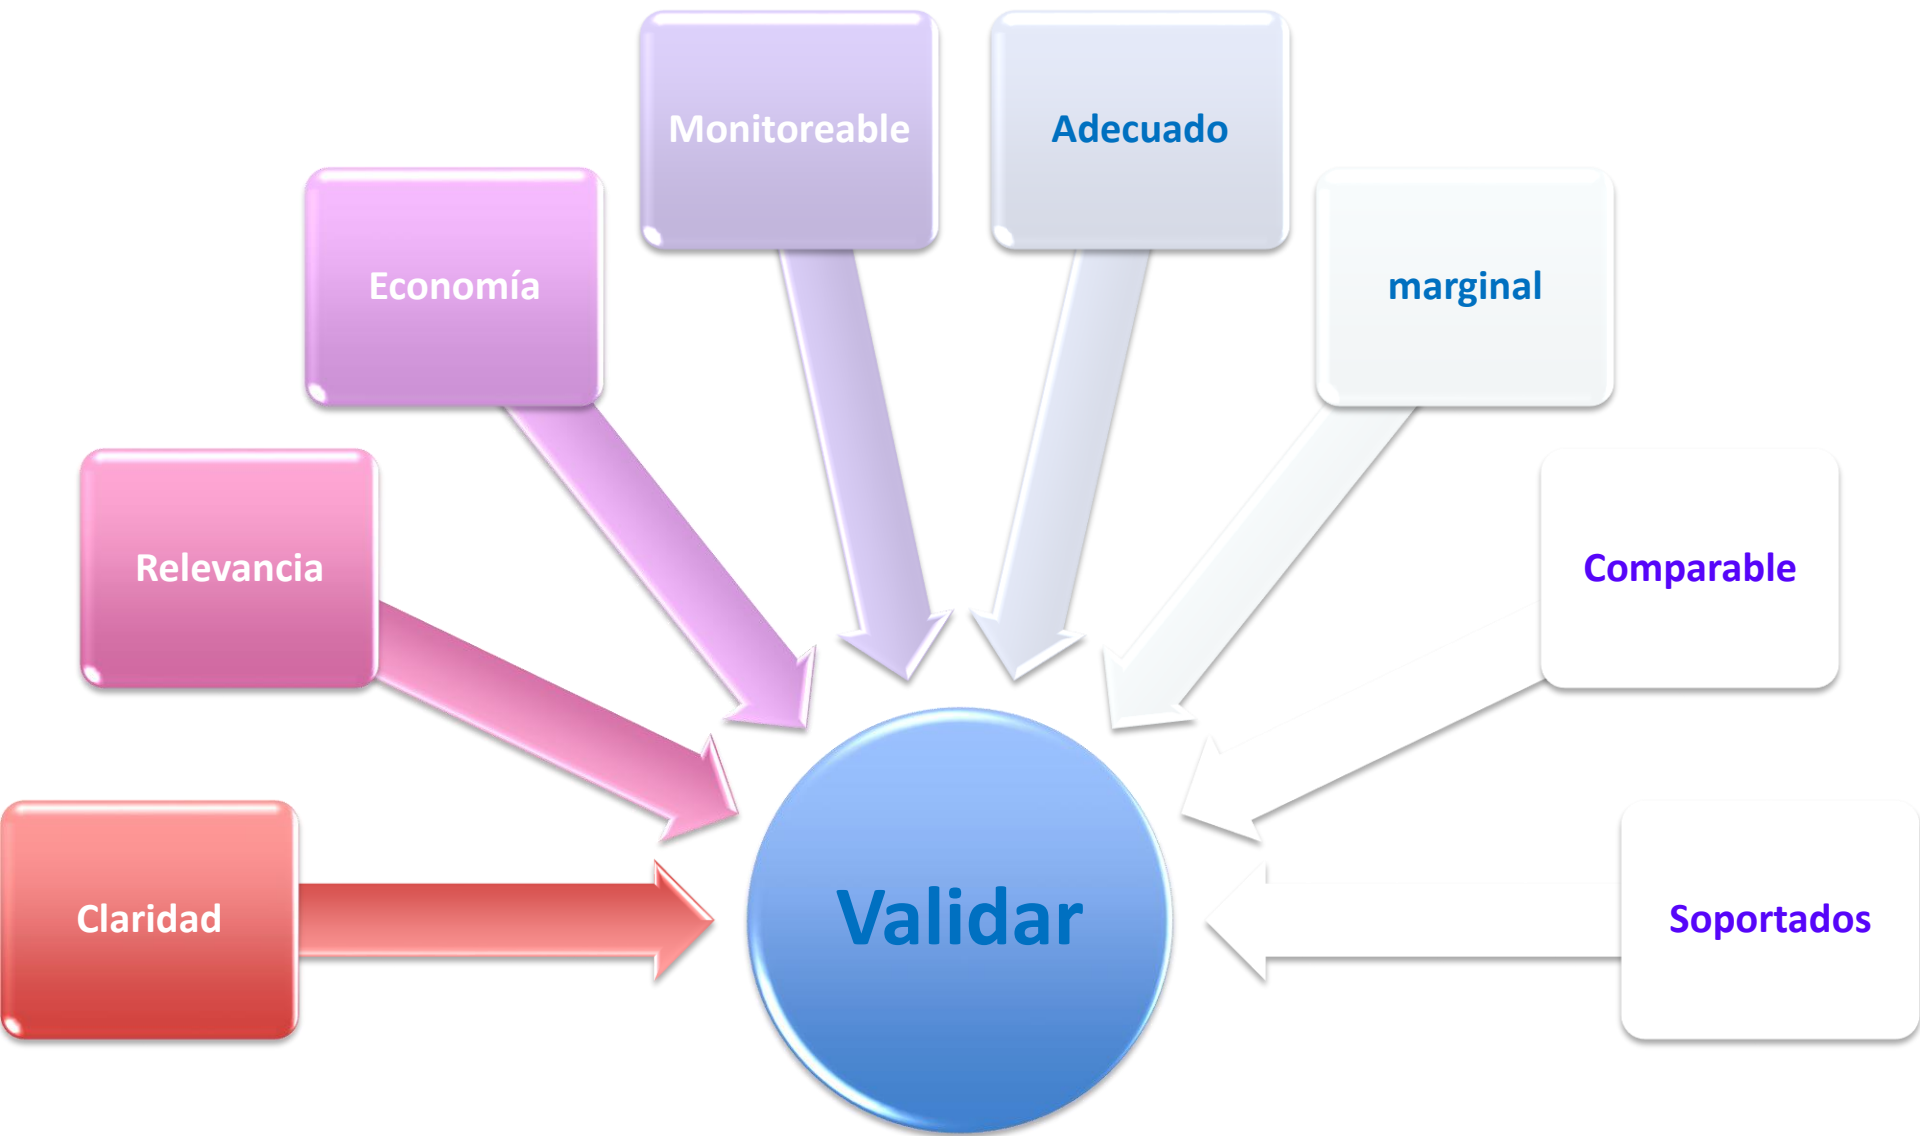 Monitoreable
Adecuado
Economía
marginal
Relevancia
Comparable
Claridad
Validar
Soportados